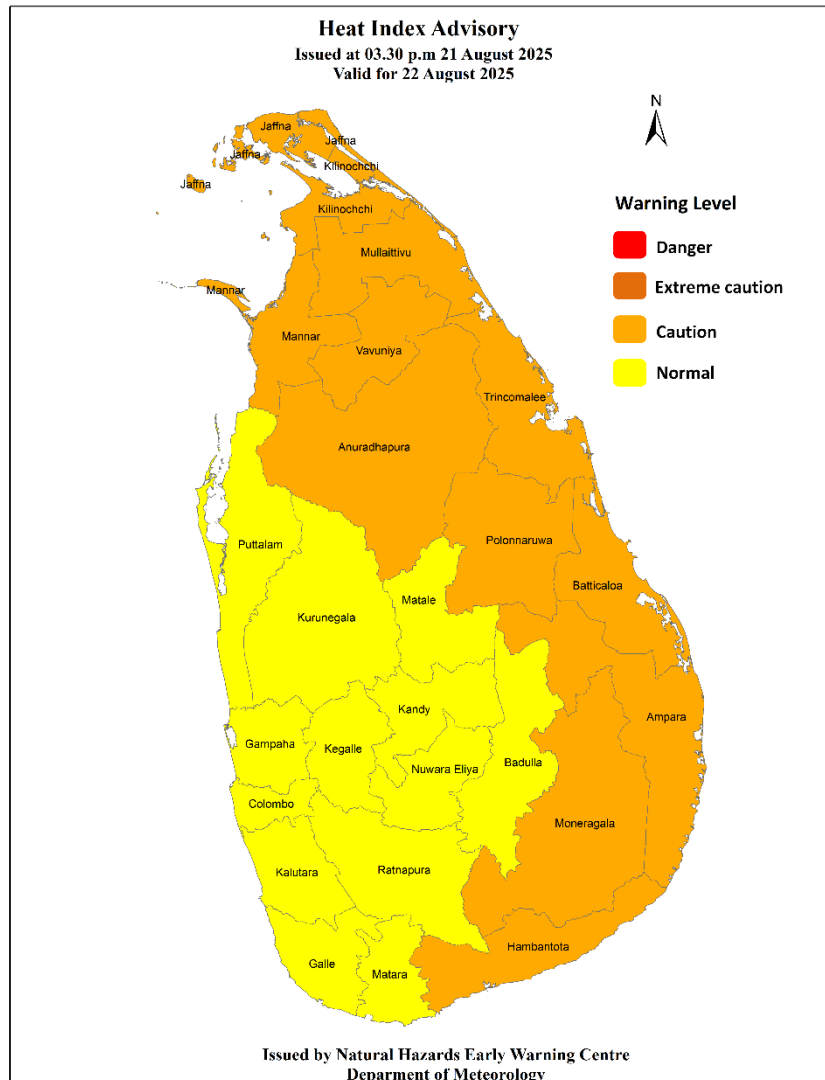 Heat Index Advisory
Issued at 03.30 p.m 21 August 2025
Valid for 22 August 2025
N
Jaffna
Jaffna
Jaffna
Kilinochchi
Jaffna
Kilinochchi
Mullaittivu
Mannar
Mannar
Vavuniya
Trincomalee
Anuradhapura
Puttalam
Polonnaruwa
Batticaloa
Matale
Kurunegala
Kandy
Ampara
Gampaha
Kegalle
Nuwara Eliya
Badulla
Colombo
Moneragala
Kalutara
Ratnapura
Hambantota
Galle
Matara
Warning Level
Danger
Extreme caution
Caution
Normal
Issued by Natural Hazards Early Warning Centre
Deparment of Meteorology